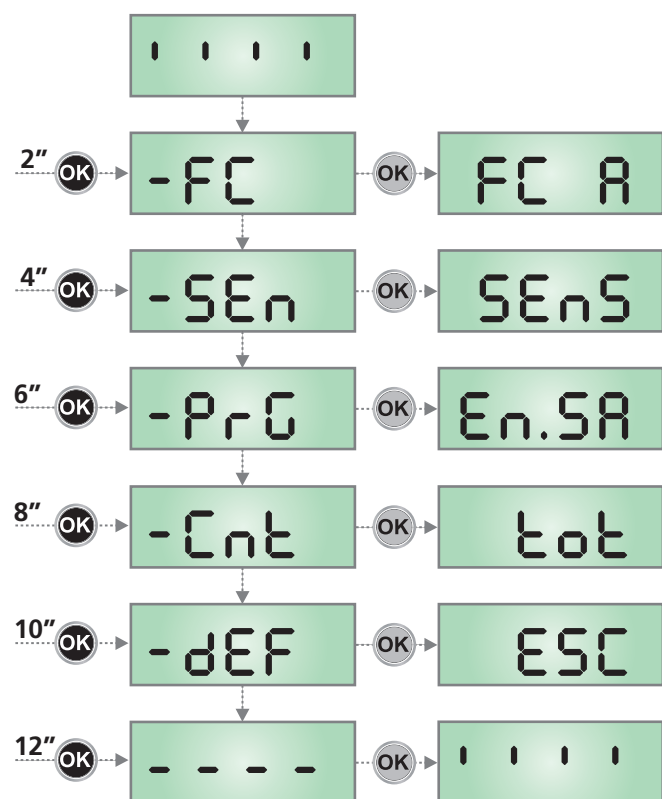 ı ı ı ı
2” OK -FC OK FC A
4” OK -SEn OK SEnS
6” OK -PrG OK En.SA
8” OK -Cnt OK tot
10” OK -dEF OK ESC
12” OK - - - - OK ı ı ı ı